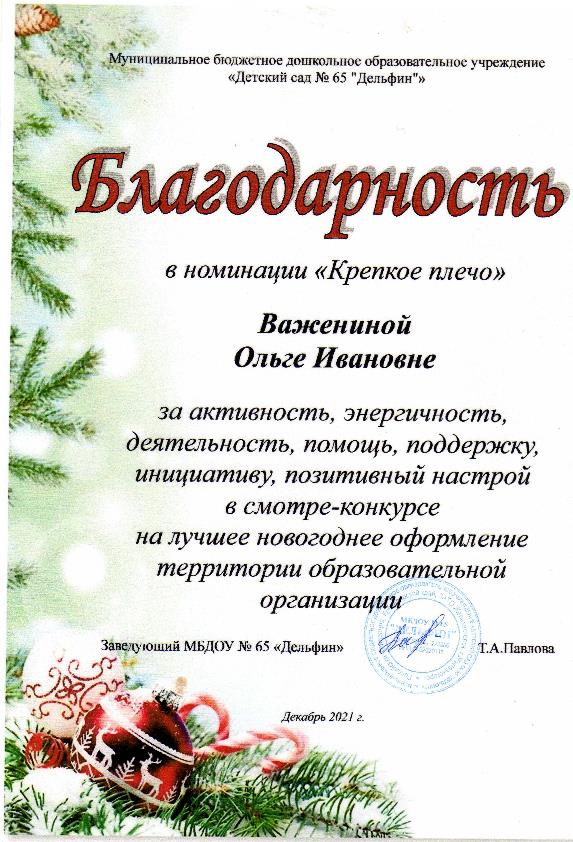 Муниципальное бюджетное дошкольное образовательное учреждение
«Детский сад № 65 "Дельфин"»
Благодарность
в номинации «Крепкое плечо»
Важениной
Ольге Ивановне
за активность, энергичность,
деятельность, помощь, поддержку,
инициативу, позитивный настрой
в смотре-конкурсе
на лучшее новогоднее оформление
территории образовательной
организации
Заведующий МБДОУ № 65 «Дельфин»
Т.А.Павлова
Декабрь 2021 г.